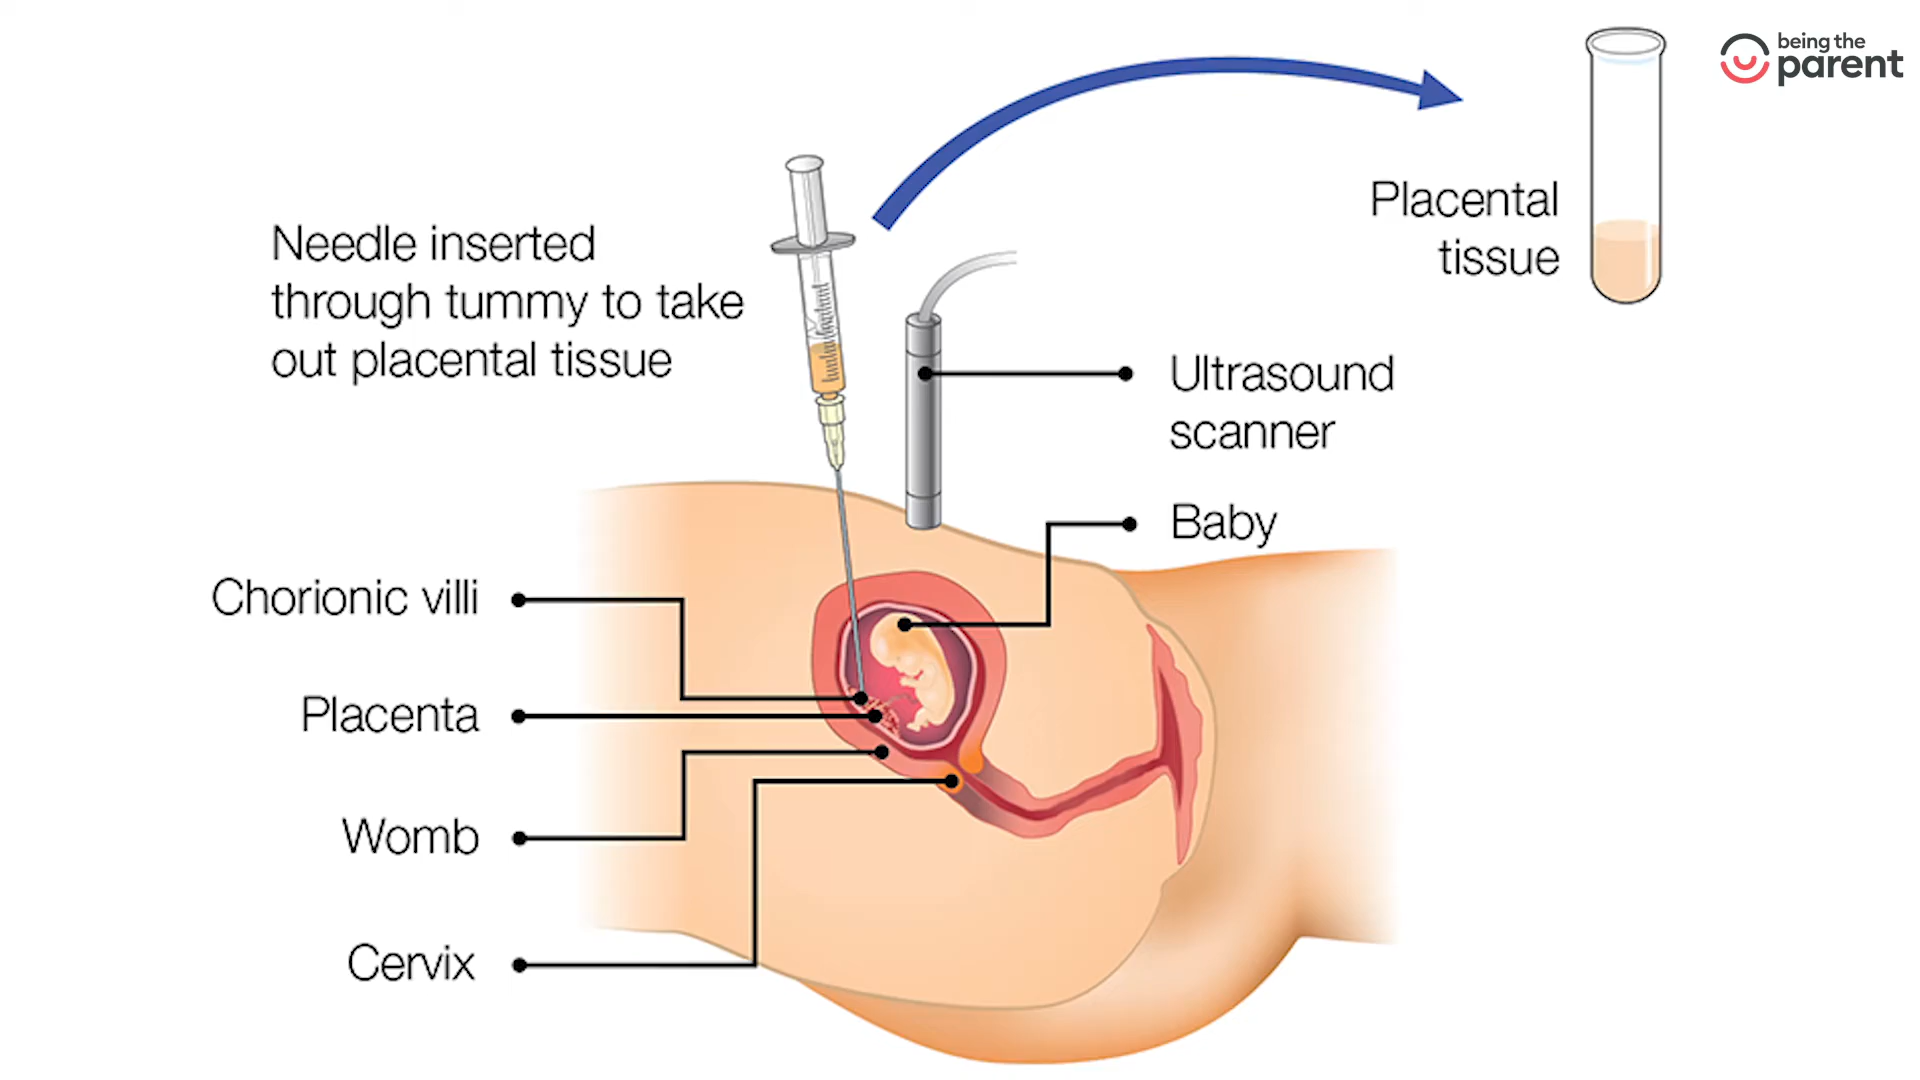 being the
parent
Placental
tissue
Needle inserted
through tummy to take
out placental tissue
Ultrasound
scanner
Baby
Chorionic villi
Placenta
Womb
Cervix